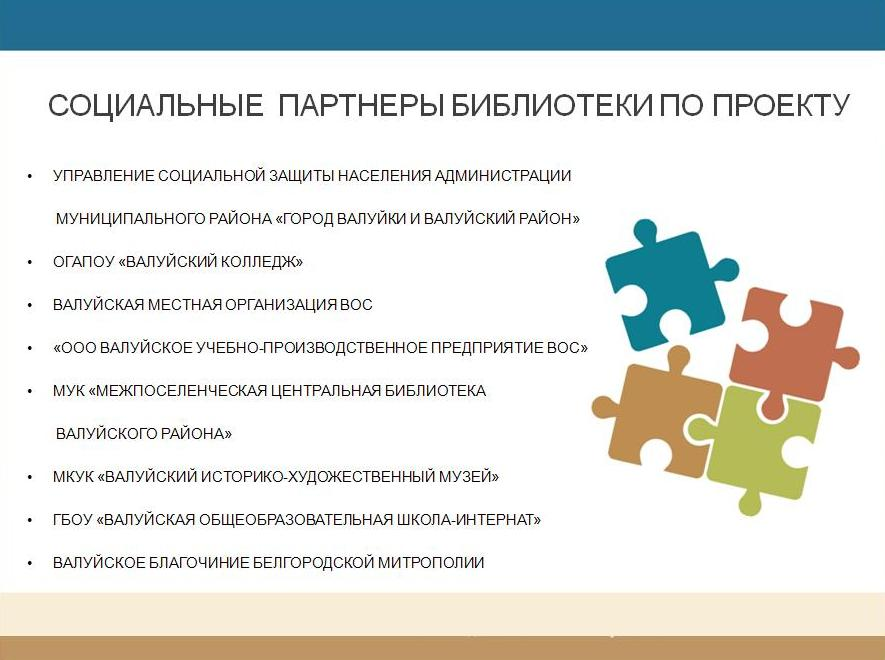 СОЦИАЛЬНЫЕ ПАРТНЕРЫ БИБЛИОТЕКИ ПО ПРОЕКТУ
• УПРАВЛЕНИЕ СОЦИАЛЬНОЙ ЗАЩИТЫ НАСЕЛЕНИЯ АДМИНИСТРАЦИИ
МУНИЦИПАЛЬНОГО РАЙОНА «ГОРОД ВАЛУЙКИ И ВАЛУЙСКИЙ РАЙОН»
• ОГАПОУ «ВАЛУЙСКИЙ КОЛЛЕДЖ»
• ВАЛУЙСКАЯ МЕСТНАЯ ОРГАНИЗАЦИЯ ВОС
• «ООО ВАЛУЙСКОЕ УЧЕБНО-ПРОИЗВОДСТВЕННОЕ ПРЕДПРИЯТИЕ ВОС»
• МУК «МЕЖПОСЕЛЕНЧЕСКАЯ ЦЕНТРАЛЬНАЯ БИБЛИОТЕКА
ВАЛУЙСКОГО РАЙОНА»
• МКУК «ВАЛУЙСКИЙ ИСТОРИКО-ХУДОЖЕСТВЕННЫЙ МУЗЕЙ»
• ГБОУ «ВАЛУЙСКАЯ ОБЩЕОБРАЗОВАТЕЛЬНАЯ ШКОЛА-ИНТЕРНАТ»
• ВАЛУЙСКОЕ БЛАГОЧИНИЕ БЕЛГОРОДСКОЙ МИТРОПОЛИИ